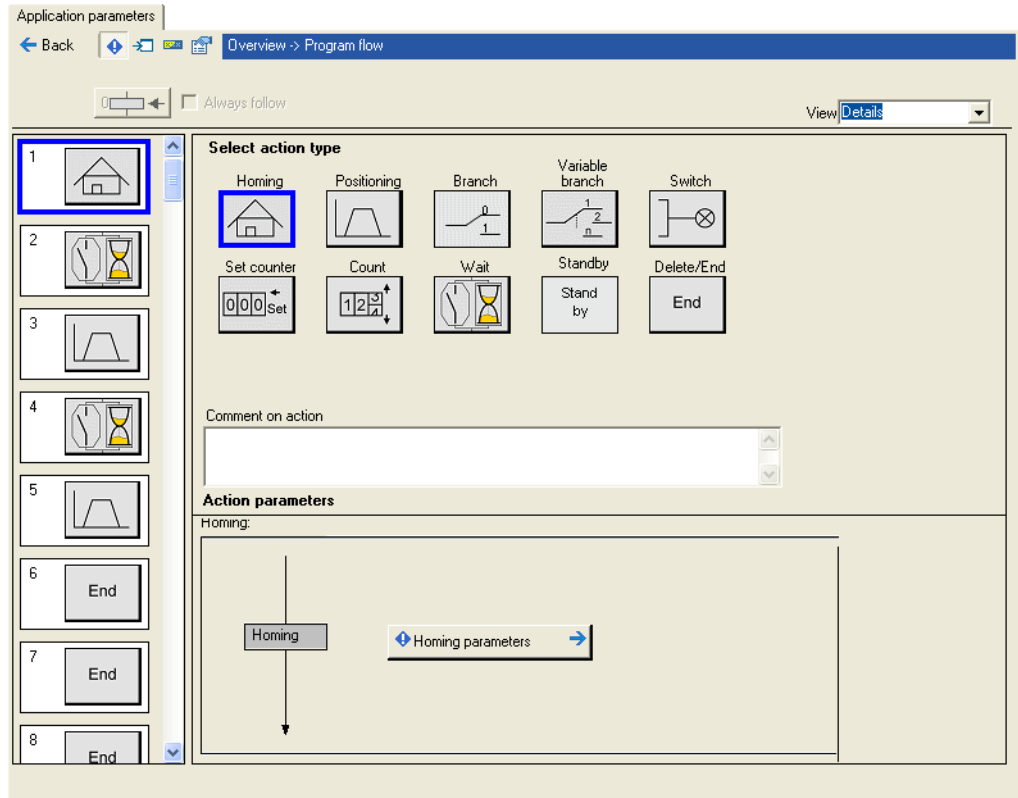 Application parameters
Back
Overview -> Program flow
0
Always follow
View Details
Select action type
Homing Positioning Branch Variable branch Switch
0
1
1
2
n
Set counter Count Wait Standby Delete/End
000 Set
123
4
Stand
by
End
Comment on action
Action parameters
Homing:
Homing
Homing parameters
1
2
3
4
5
6
End
7
End
8
End